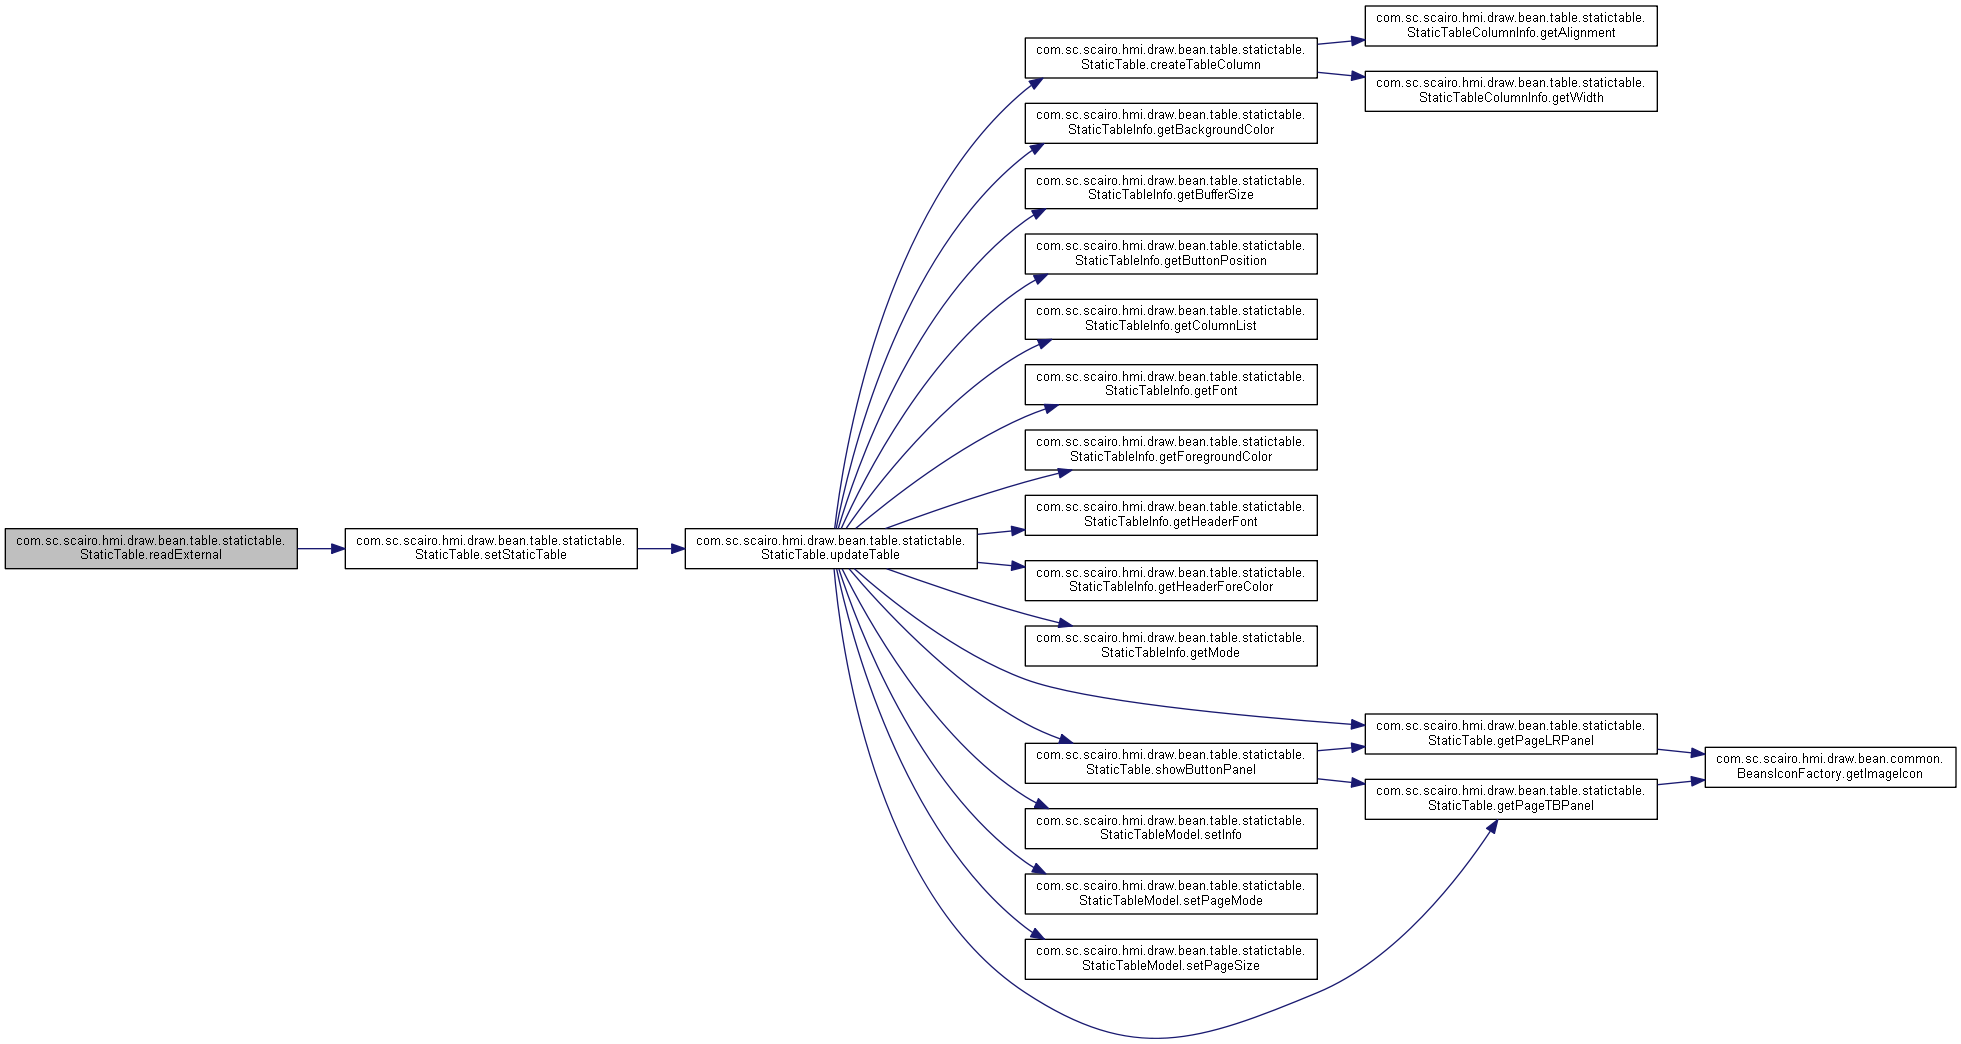 com.sc.scairo.hmi.draw.bean.table.statictable.
StaticTable.readExternal
com.sc.scairo.hmi.draw.bean.table.statictable.
StaticTable.setStaticTable
com.sc.scairo.hmi.draw.bean.table.statictable.
StaticTable.updateTable
com.sc.scairo.hmi.draw.bean.table.statictable.
StaticTable.createTableColumn
com.sc.scairo.hmi.draw.bean.table.statictable.
StaticTableInfo.getBackgroundColor
com.sc.scairo.hmi.draw.bean.table.statictable.
StaticTableInfo.getBufferSize
com.sc.scairo.hmi.draw.bean.table.statictable.
StaticTableInfo.getButtonPosition
com.sc.scairo.hmi.draw.bean.table.statictable.
StaticTableInfo.getColumnList
com.sc.scairo.hmi.draw.bean.table.statictable.
StaticTableInfo.getFont
com.sc.scairo.hmi.draw.bean.table.statictable.
StaticTableInfo.getForegroundColor
com.sc.scairo.hmi.draw.bean.table.statictable.
StaticTableInfo.getHeaderFont
com.sc.scairo.hmi.draw.bean.table.statictable.
StaticTableInfo.getHeaderForeColor
com.sc.scairo.hmi.draw.bean.table.statictable.
StaticTableInfo.getMode
com.sc.scairo.hmi.draw.bean.table.statictable.
StaticTable.showButtonPanel
com.sc.scairo.hmi.draw.bean.table.statictable.
StaticTableModel.setInfo
com.sc.scairo.hmi.draw.bean.table.statictable.
StaticTableModel.setPageMode
com.sc.scairo.hmi.draw.bean.table.statictable.
StaticTableModel.setPageSize
com.sc.scairo.hmi.draw.bean.table.statictable.
StaticTableColumnInfo.getAlignment
com.sc.scairo.hmi.draw.bean.table.statictable.
StaticTableColumnInfo.getWidth
com.sc.scairo.hmi.draw.bean.table.statictable.
StaticTable.getPageLRPanel
com.sc.scairo.hmi.draw.bean.table.statictable.
StaticTable.getPageTBPanel
com.sc.scairo.hmi.draw.bean.common.
BeansIconFactory.getImageIcon